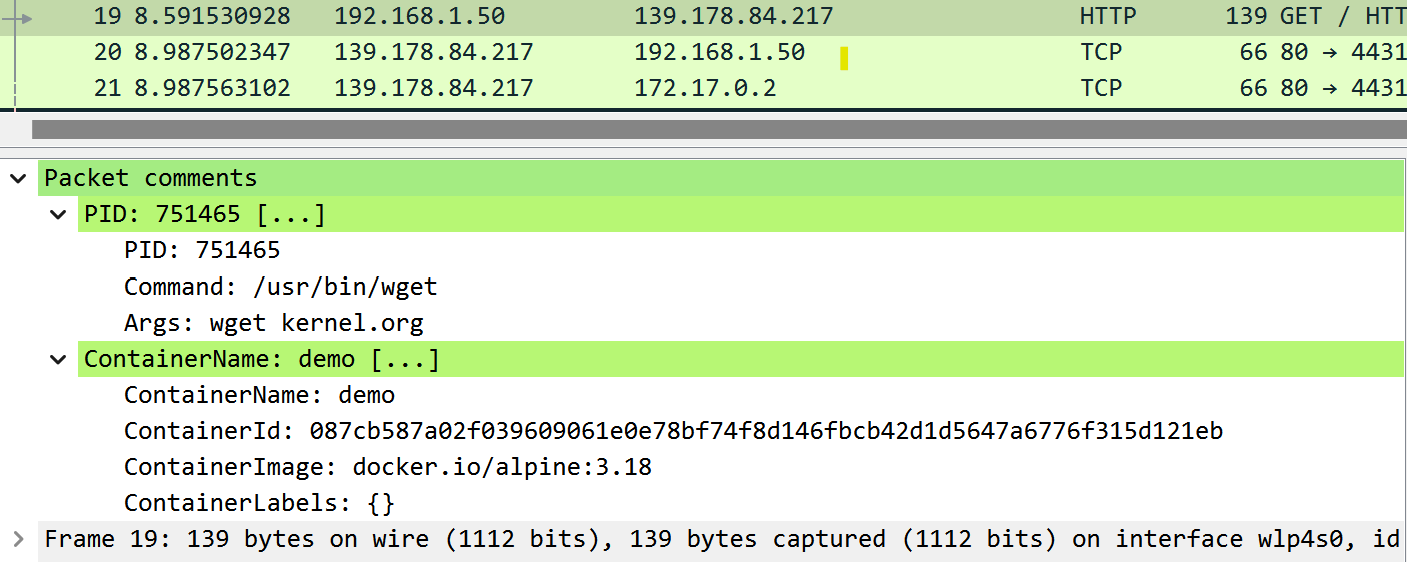 19 8.591530928 192.168.1.50 139.178.84.217 HTTP 139 GET / HTT
20 8.987502347 139.178.84.217 192.168.1.50 TCP 66 80 → 4431
21 8.987563102 139.178.84.217 172.17.0.2 TCP 66 80 → 4431
Packet comments
PID: 751465 [...]
PID: 751465
Command: /usr/bin/wget
Args: wget kernel.org
ContainerName: demo [...]
ContainerName: demo
ContainerId: 087cb587a02f039609061e0e78bf74f8d146fbcb42d1d5647a6776f315d121eb
ContainerImage: docker.io/alpine:3.18
ContainerLabels: {}
Frame 19: 139 bytes on wire (1112 bits), 139 bytes captured (1112 bits) on interface wlp4s0, id